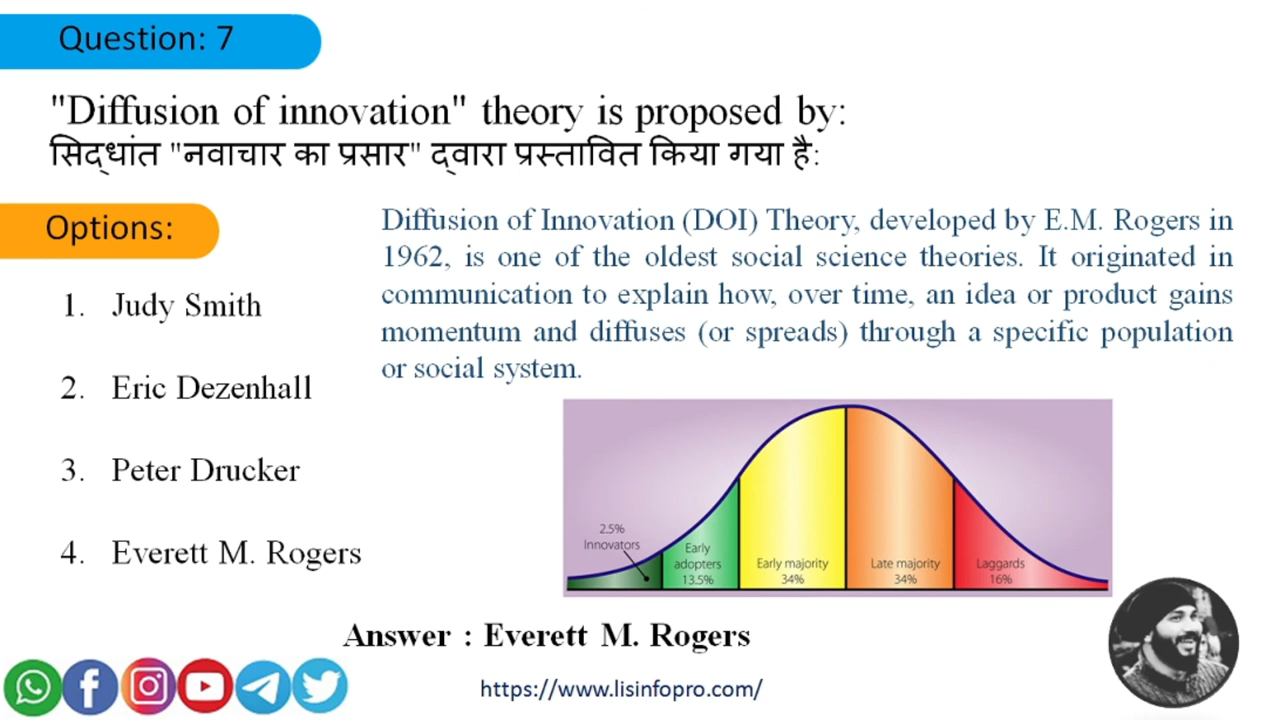 Question: 7
"Diffusion of innovation" theory is proposed by:
सिद्धांत "नवाचार का प्रसार" द्वारा प्रस्तावित किया गया है:
Options:
1. Judy Smith
2. Eric Dezenhall
3. Peter Drucker
4. Everett M. Rogers
Diffusion of Innovation (DOI) Theory, developed by E.M. Rogers in
1962, is one of the oldest social science theories. It originated in
communication to explain how, over time, an idea or product gains
momentum and diffuses (or spreads) through a specific population
or social system.
2.5%
Innovators
Early
adopters
13.5%
Early majority
34%
Late majority
34%
Laggards
16%
Answer : Everett M. Rogers
https://www.lisinfopro.com/